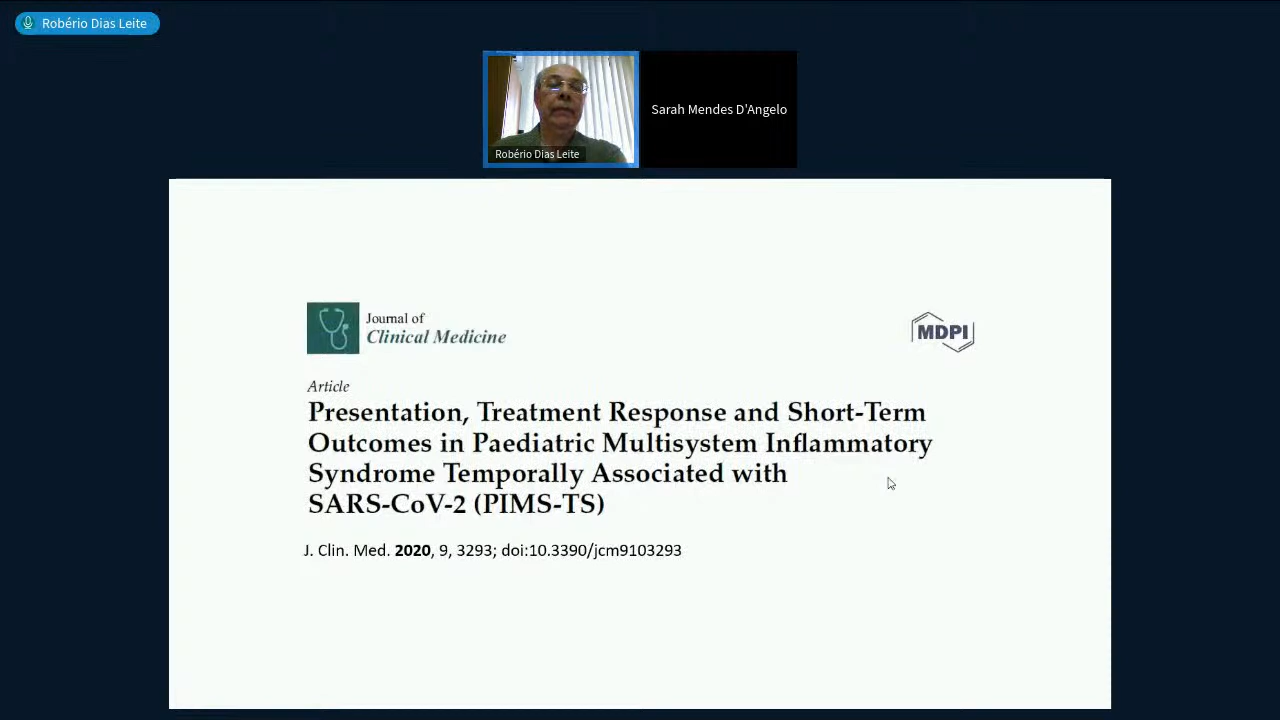 Robério Dias Leite
Sarah Mendes D'Angelo
Robério Dias Leite
Journal of
Clinical Medicine
MDPI
Article
Presentation, Treatment Response and Short-Term
Outcomes in Paediatric Multisystem Inflammatory
Syndrome Temporally Associated with
SARS-CoV-2 (PIMS-TS)
J. Clin. Med. 2020, 9, 3293; doi:10.3390/jcm9103293